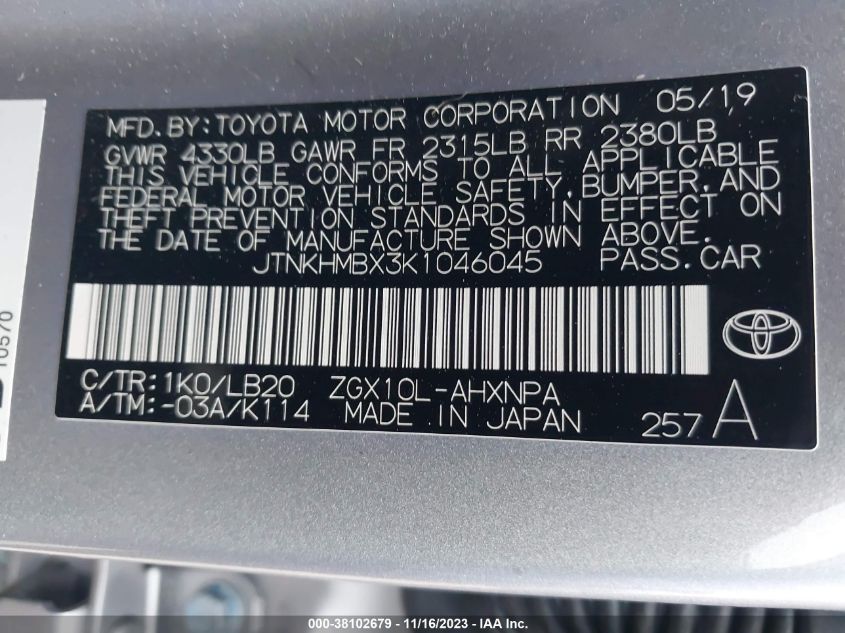 MFD. BY: TOYOTA MOTOR CORPORATION 05/19
GVWR 4330LB GAWR FR 2315LB RR 2380LB
THIS VEHICLE CONFORMS TO ALL APPLICABLE
FEDERAL MOTOR VEHICLE SAFETY, BUMPER, AND
THEFT PREVENTION STANDARDS IN EFFECT ON
THE DATE OF MANUFACTURE SHOWN ABOVE.
JTNKHMBX3K1046045 PASS. CAR
C/TR: 1K0/LB20 ZGX10L-AHXNPA
A/TM: -03A/K114 MADE IN JAPAN 257 A
10570
000-38102679 - 11/16/2023 - IAA Inc.